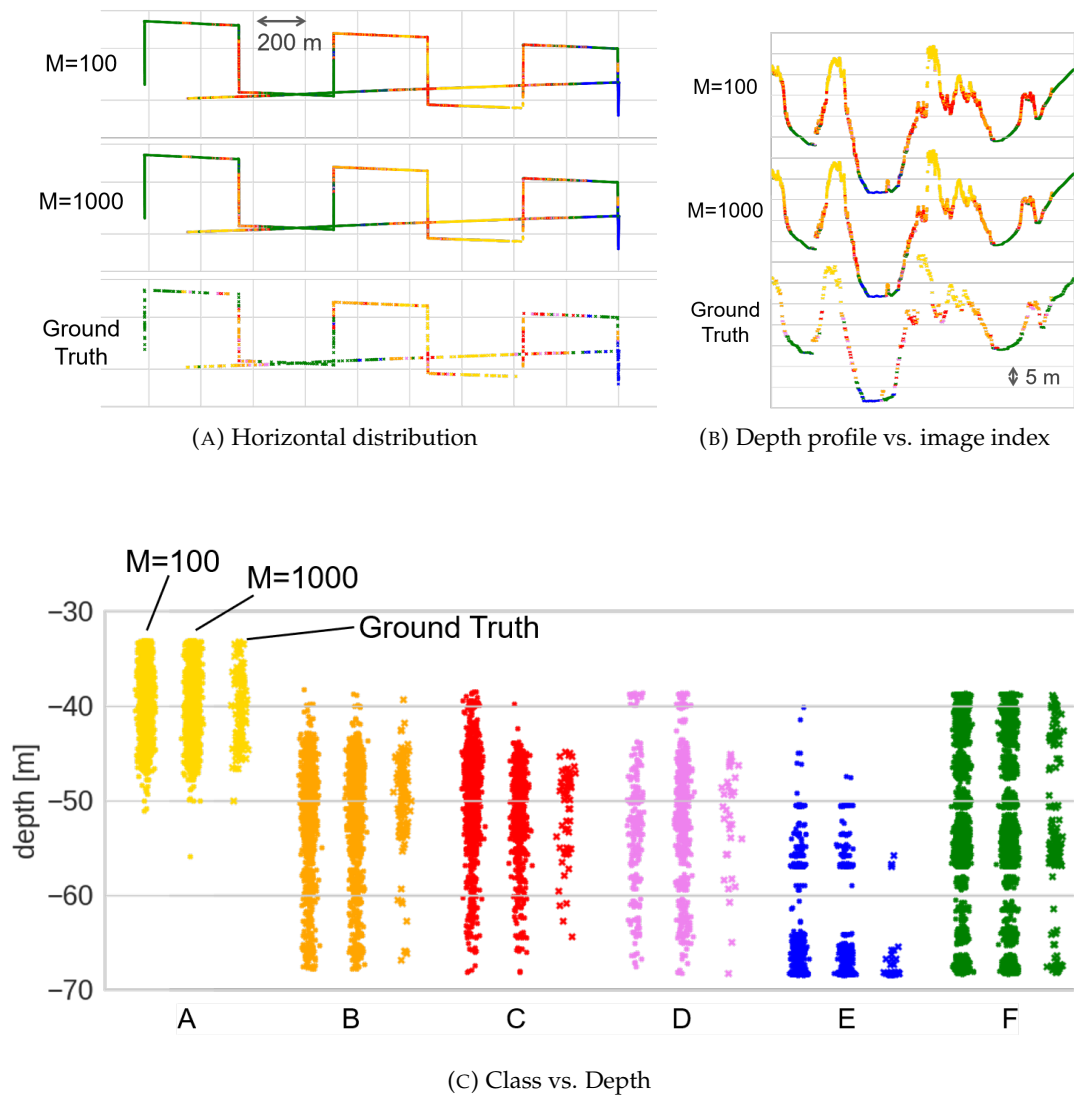 M=100
200 m
M=1000
Ground
Truth
(A) Horizontal distribution
M=100
M=1000
Ground
Truth
5 m
(B) Depth profile vs. image index
M=100
M=1000
Ground Truth
depth [m]
−30
−40
−50
−60
−70
A B C D E F
(C) Class vs. Depth